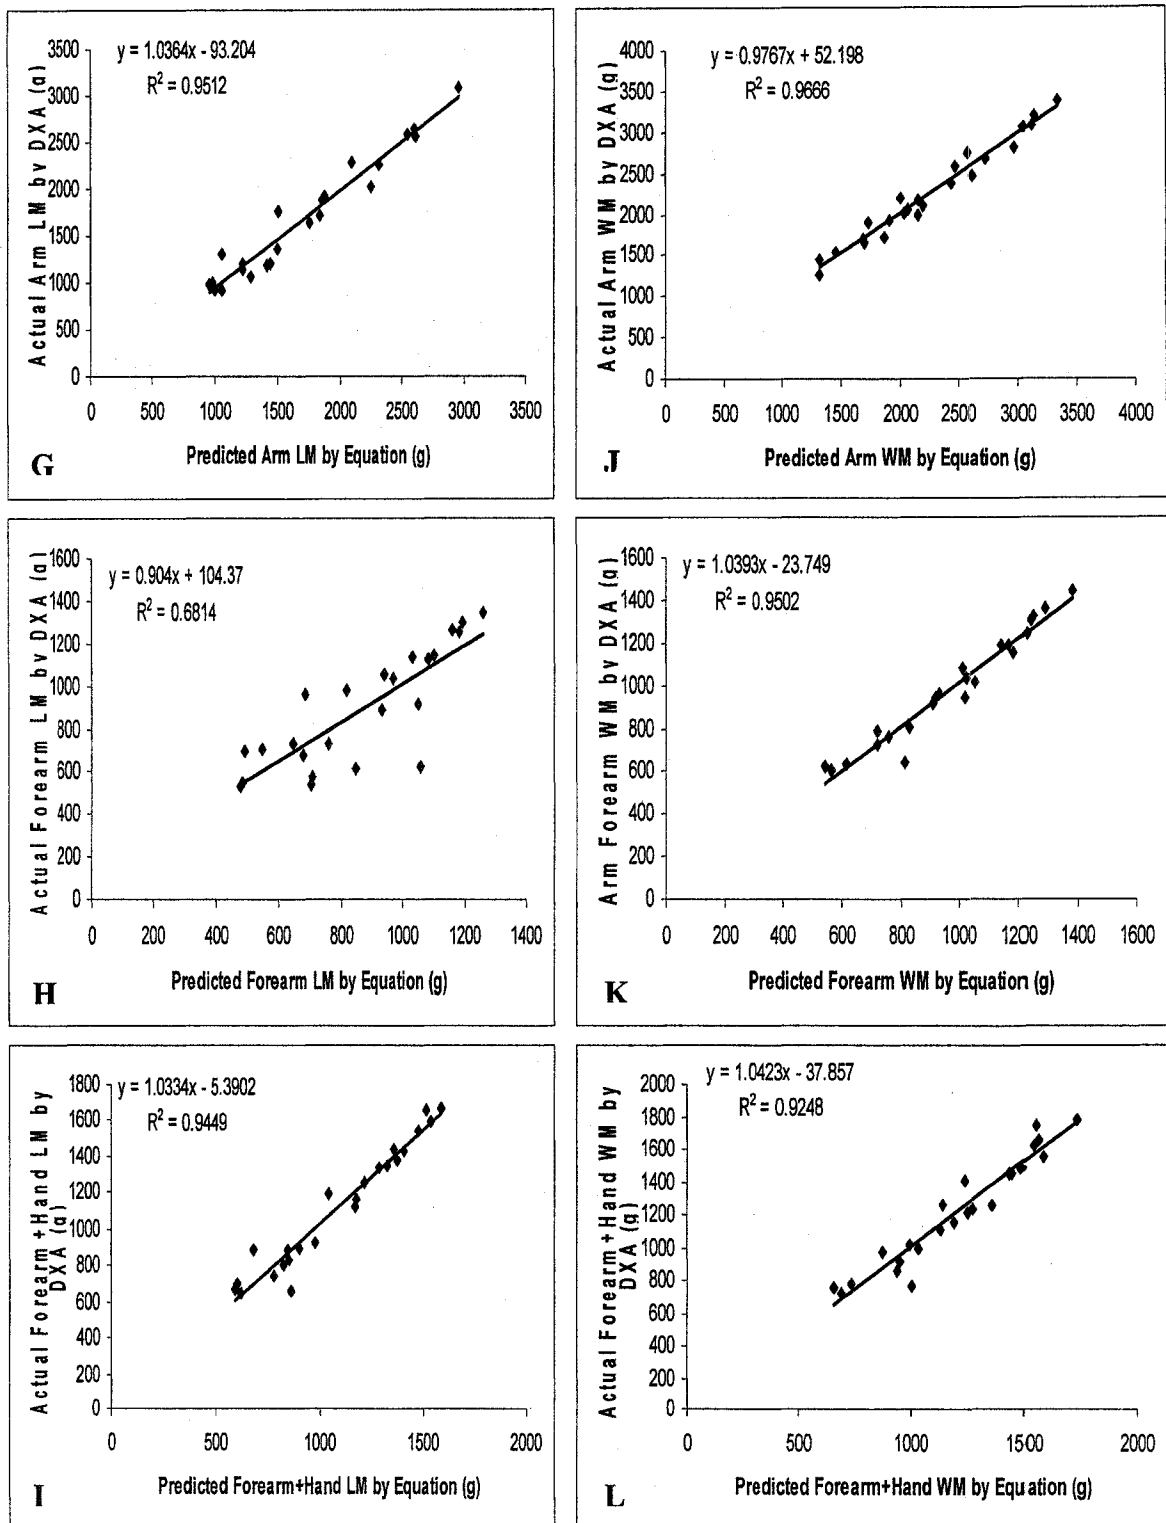 y = 1.0364x - 93.204
R² = 0.9512
Actual Arm LM by DXA (g)
3500
3000
2500
2000
1500
1000
500
0
0 500 1000 1500 2000 2500 3000 3500
Predicted Arm LM by Equation (g)
G
y = 0.9767x + 52.198
R² = 0.9666
Actual Arm WM by DXA (g)
4000
3500
3000
2500
2000
1500
1000
500
0
0 500 1000 1500 2000 2500 3000 3500 4000
Predicted Arm WM by Equation (g)
J
y = 0.904x + 104.37
R² = 0.6814
Actual Forearm LM by DXA (g)
1600
1400
1200
1000
800
600
400
200
0
0 200 400 600 800 1000 1200 1400
Predicted Forearm LM by Equation (g)
H
y = 1.0393x - 23.749
R² = 0.9502
Arm Forearm WM by DXA (g)
1600
1400
1200
1000
800
600
400
200
0
0 200 400 600 800 1000 1200 1400 1600
Predicted Forearm WM by Equation (g)
K
y = 1.0334x - 5.3902
R² = 0.9449
Actual Forearm+Hand LM by
DXA (g)
1800
1600
1400
1200
1000
800
600
400
200
0
0 500 1000 1500 2000
Predicted Forearm+Hand LM by Equation (g)
I
y = 1.0423x - 37.857
R² = 0.9248
Actual Forearm+Hand WM by
DXA (g)
2000
1800
1600
1400
1200
1000
800
600
400
200
0
0 500 1000 1500 2000
Predicted Forearm+Hand WM by Equation (g)
L